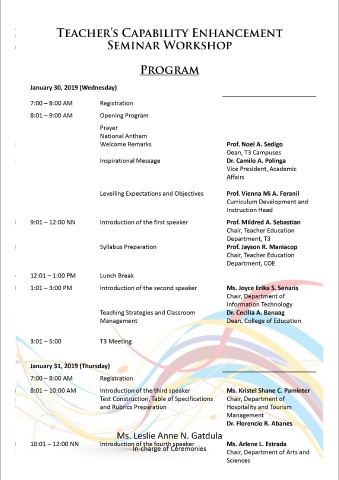 TEACHER'S CAPABILITY ENHANCEMENT
SEMINAR WORKSHOP
PROGRAM
January 30, 2019 (Wednesday)
7:00 – 8:00 AM Registration
8:01 – 9:00 AM Opening Program
Prayer
National Anthem
Welcome Remarks Prof. Noel A. Sedigo
Dean, T3 Campuses
Inspirational Message Dr. Camilo A. Polinga
Vice President, Academic
Affairs
Levelling Expectations and Objectives Prof. Vienna Mi A. Feranil
Curriculum Development and
Instruction Head
9:01 – 12:00 NN Introduction of the first speaker Prof. Mildred A. Sebastian
Chair, Teacher Education
Department, T3
Syllabus Preparation Prof. Jayson R. Maniacop
Chair, Teacher Education
Department, COE
12:01 – 1:00 PM Lunch Break
1:01 – 3:00 PM Introduction of the second speaker Ms. Joyce Erika S. Senaris
Chair, Department of
Information Technology
Teaching Strategies and Classroom Dr. Cecilia A. Banaag
Management Dean, College of Education
3:01 – 5:00 T3 Meeting
January 31, 2019 (Thursday)
7:00 – 8:00 AM Registration
8:01 – 10:00 AM Introduction of the third speaker Ms. Kristel Shane C. Paminter
Test Construction, Table of Specifications Chair, Department of
and Rubrics Preparation Hospitality and Tourism
Management
Dr. Florencio R. Abanes
Ms. Leslie Anne N. Gatdula
10:01 – 12:00 NN Introduction of the fourth speaker Ms. Arlene L. Estrada
In-charge of Ceremonies
Chair, Department of Arts and
Sciences